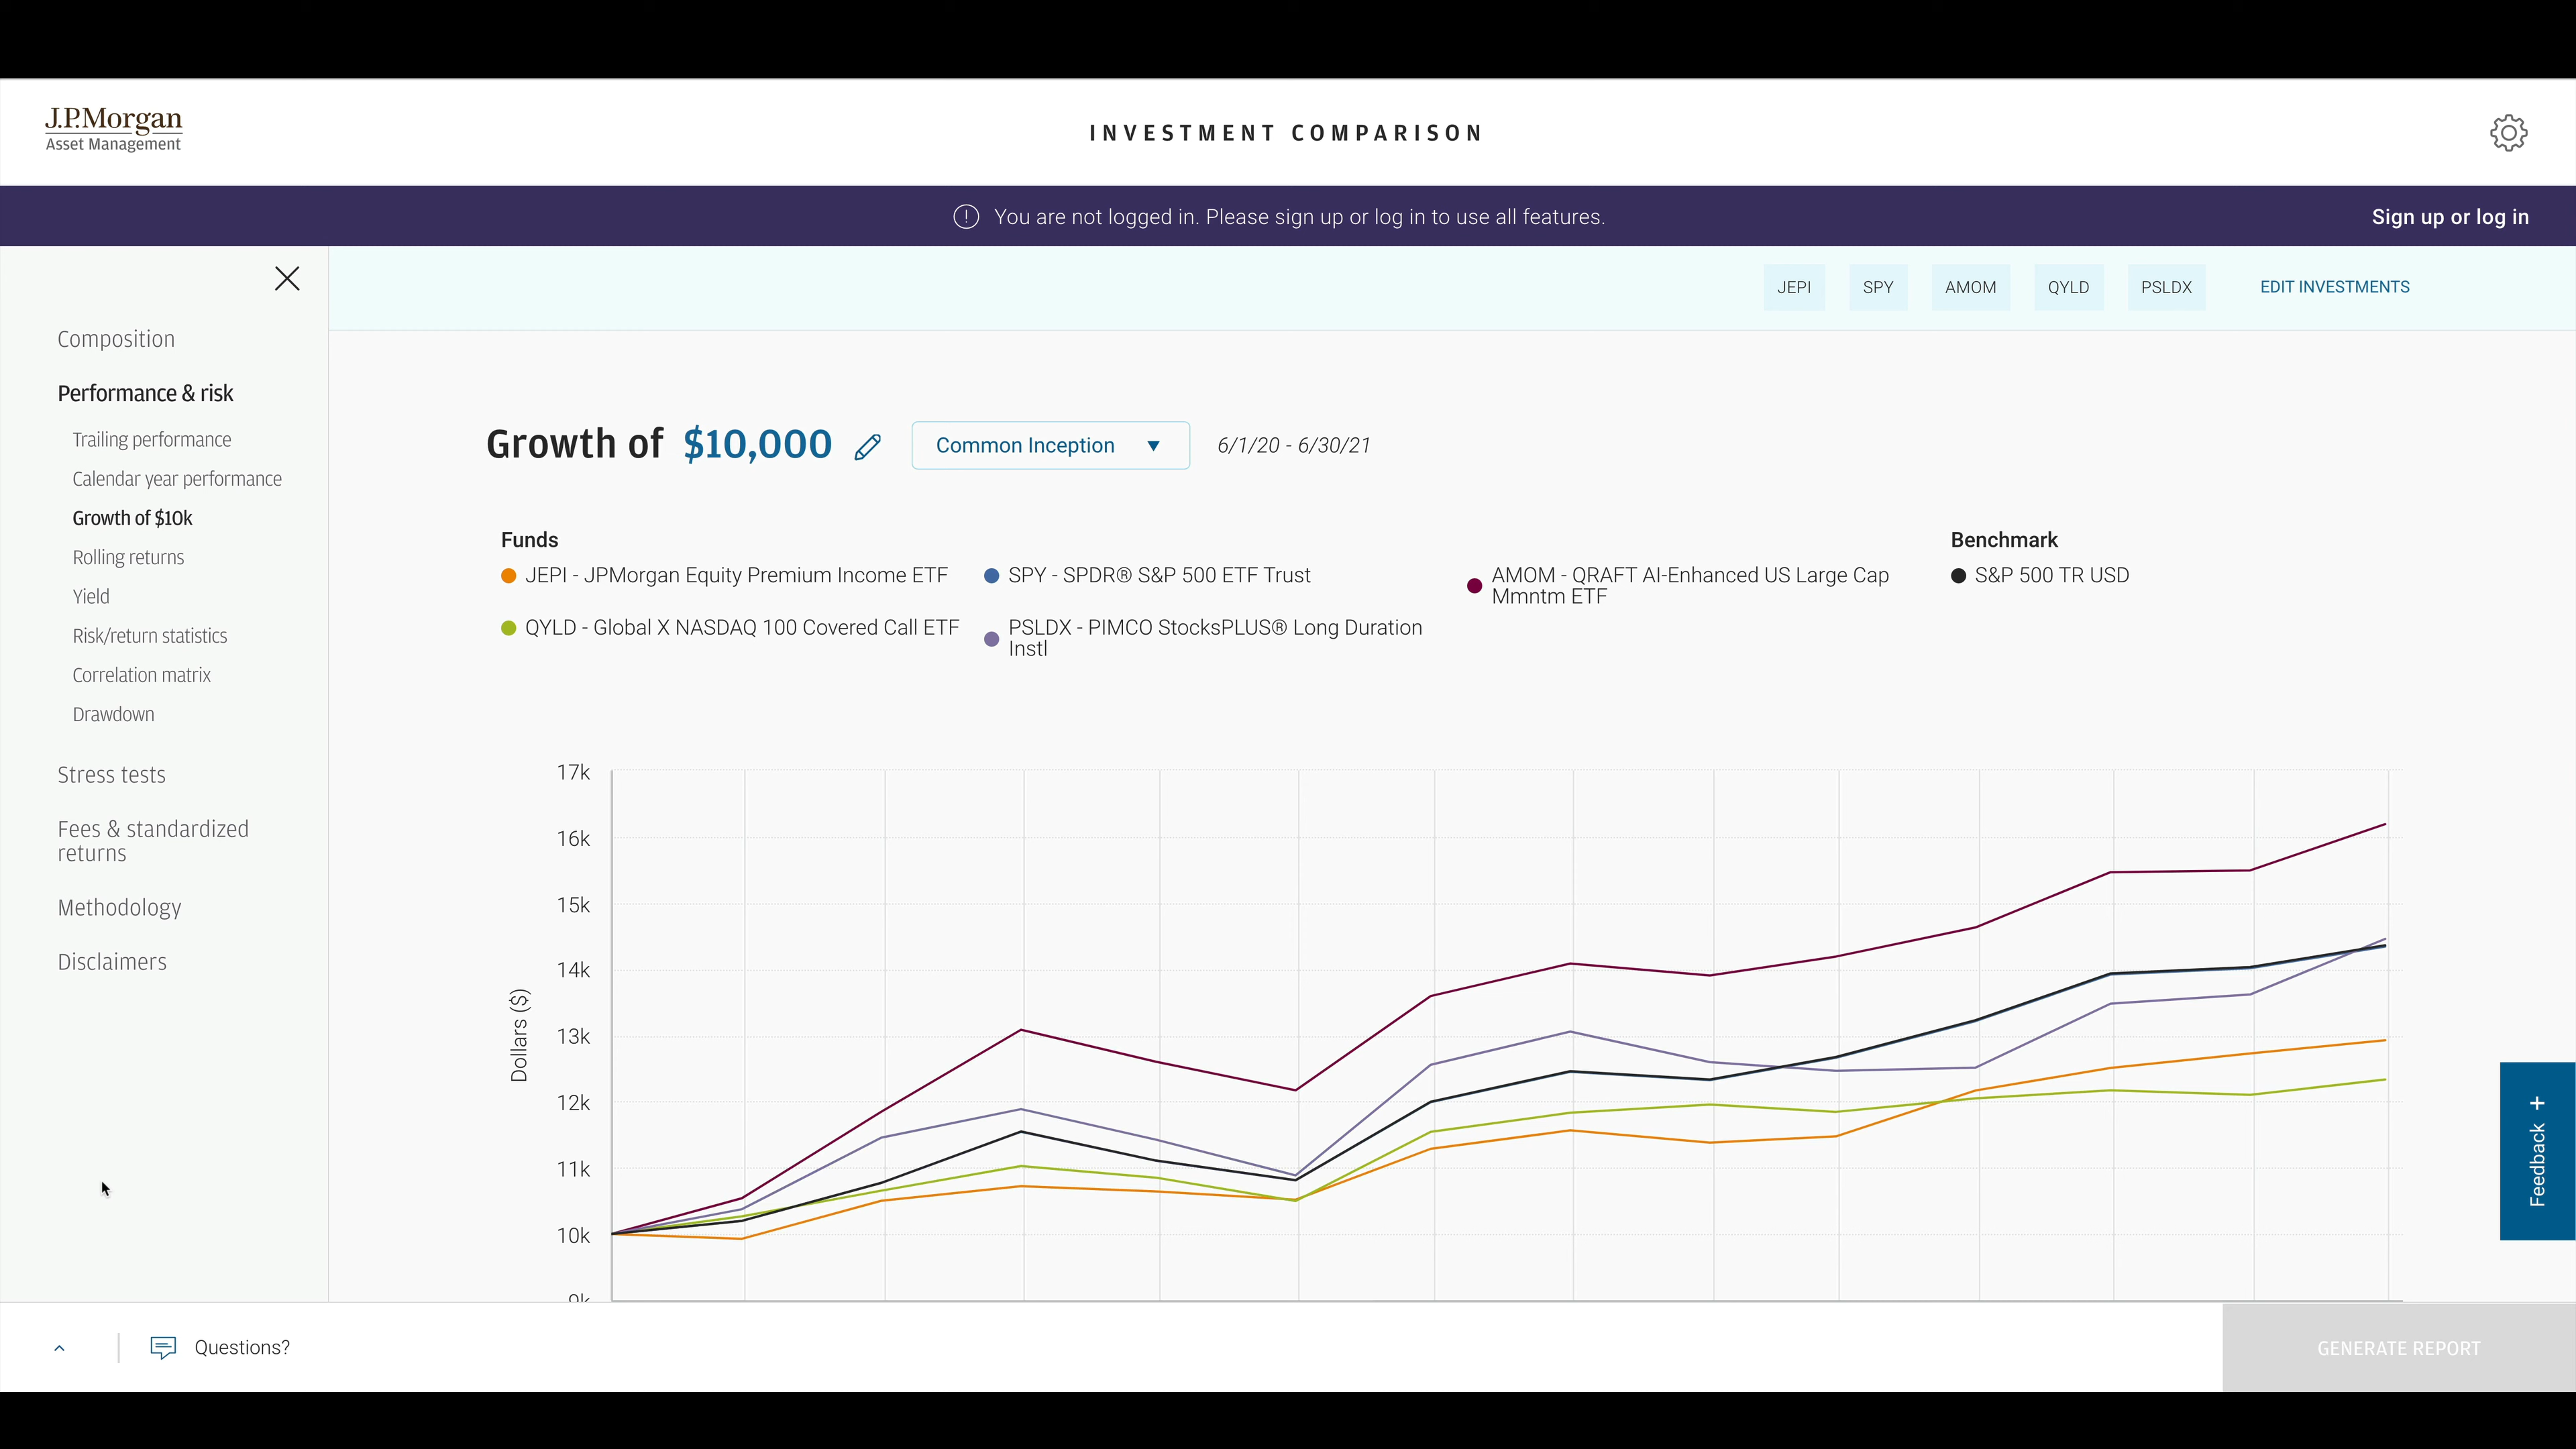 J.P.Morgan
Asset Management
INVESTMENT COMPARISON
You are not logged in. Please sign up or log in to use all features.
Sign up or log in
JEPI
SPY
AMOM
QYLD
PSLDX
EDIT INVESTMENTS
Composition
Performance & risk
Trailing performance
Calendar year performance
Growth of $10k
Rolling returns
Yield
Risk/return statistics
Correlation matrix
Drawdown
Stress tests
Fees & standardized
returns
Methodology
Disclaimers
Growth of $10,000
Common Inception
6/1/20 - 6/30/21
Funds
JEPI - JPMorgan Equity Premium Income ETF
SPY - SPDR® S&P 500 ETF Trust
AMOM - QRAFT AI-Enhanced US Large Cap
Mmntm ETF
QYLD - Global X NASDAQ 100 Covered Call ETF
PSLDX - PIMCO StocksPLUS® Long Duration
Instl
Benchmark
S&P 500 TR USD
17k
16k
15k
14k
13k
12k
11k
10k
9k
Dollars ($)
Feedback +
Questions?
GENERATE REPORT